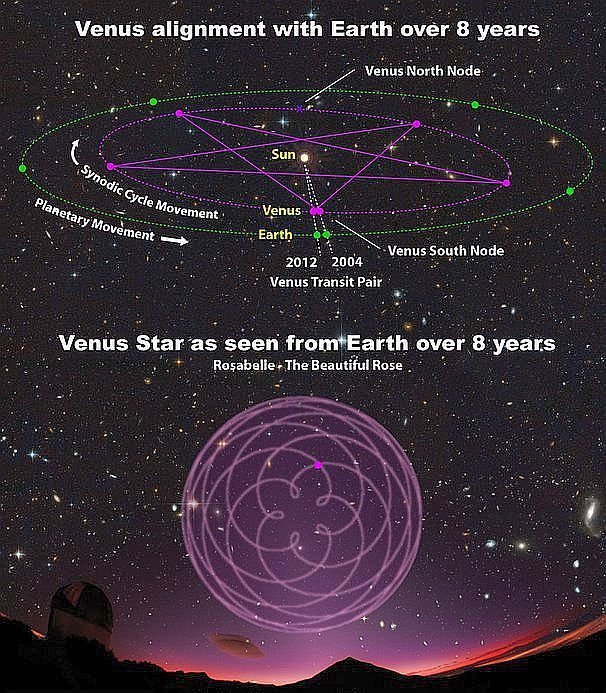 Venus alignment with Earth over 8 years
Venus North Node
Sun
Synodic Cycle Movement
Planetary Movement
Venus
Earth
Venus South Node
2012 2004
Venus Transit Pair
Venus Star as seen from Earth over 8 years
Rosabelle - The Beautiful Rose